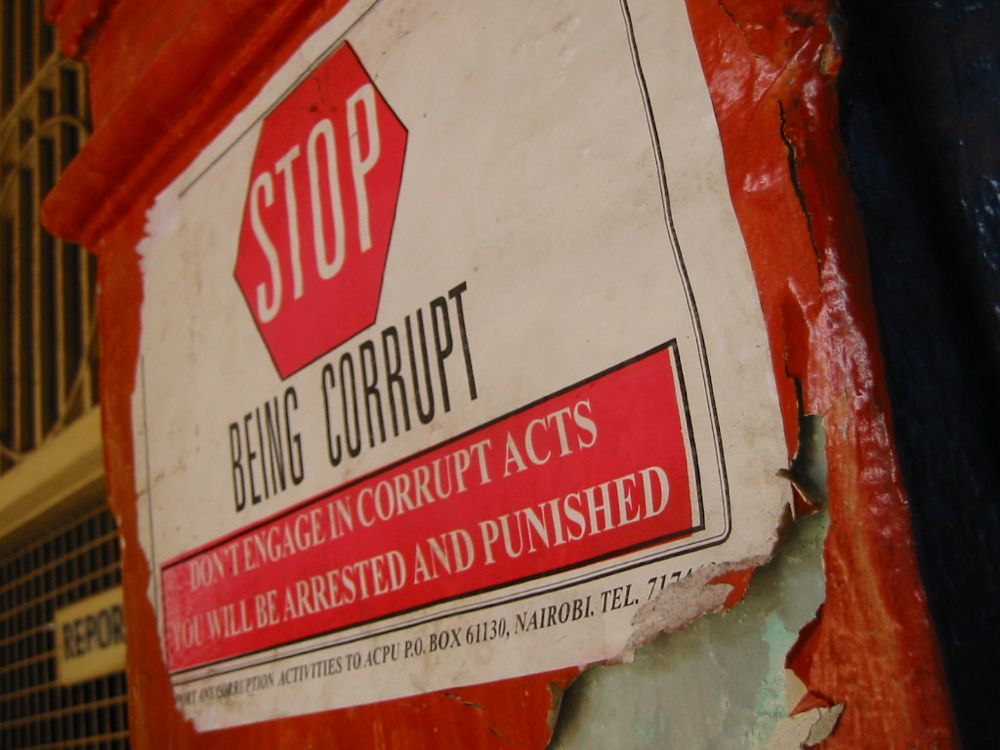 STOP
BEING CORRUPT
DON'T ENGAGE IN CORRUPT ACTS
YOU WILL BE ARRESTED AND PUNISHED
ANY CORRUPTION ACTIVITIES TO ACPU P.O. BOX 61130, NAIROBI. TEL.
REPOR